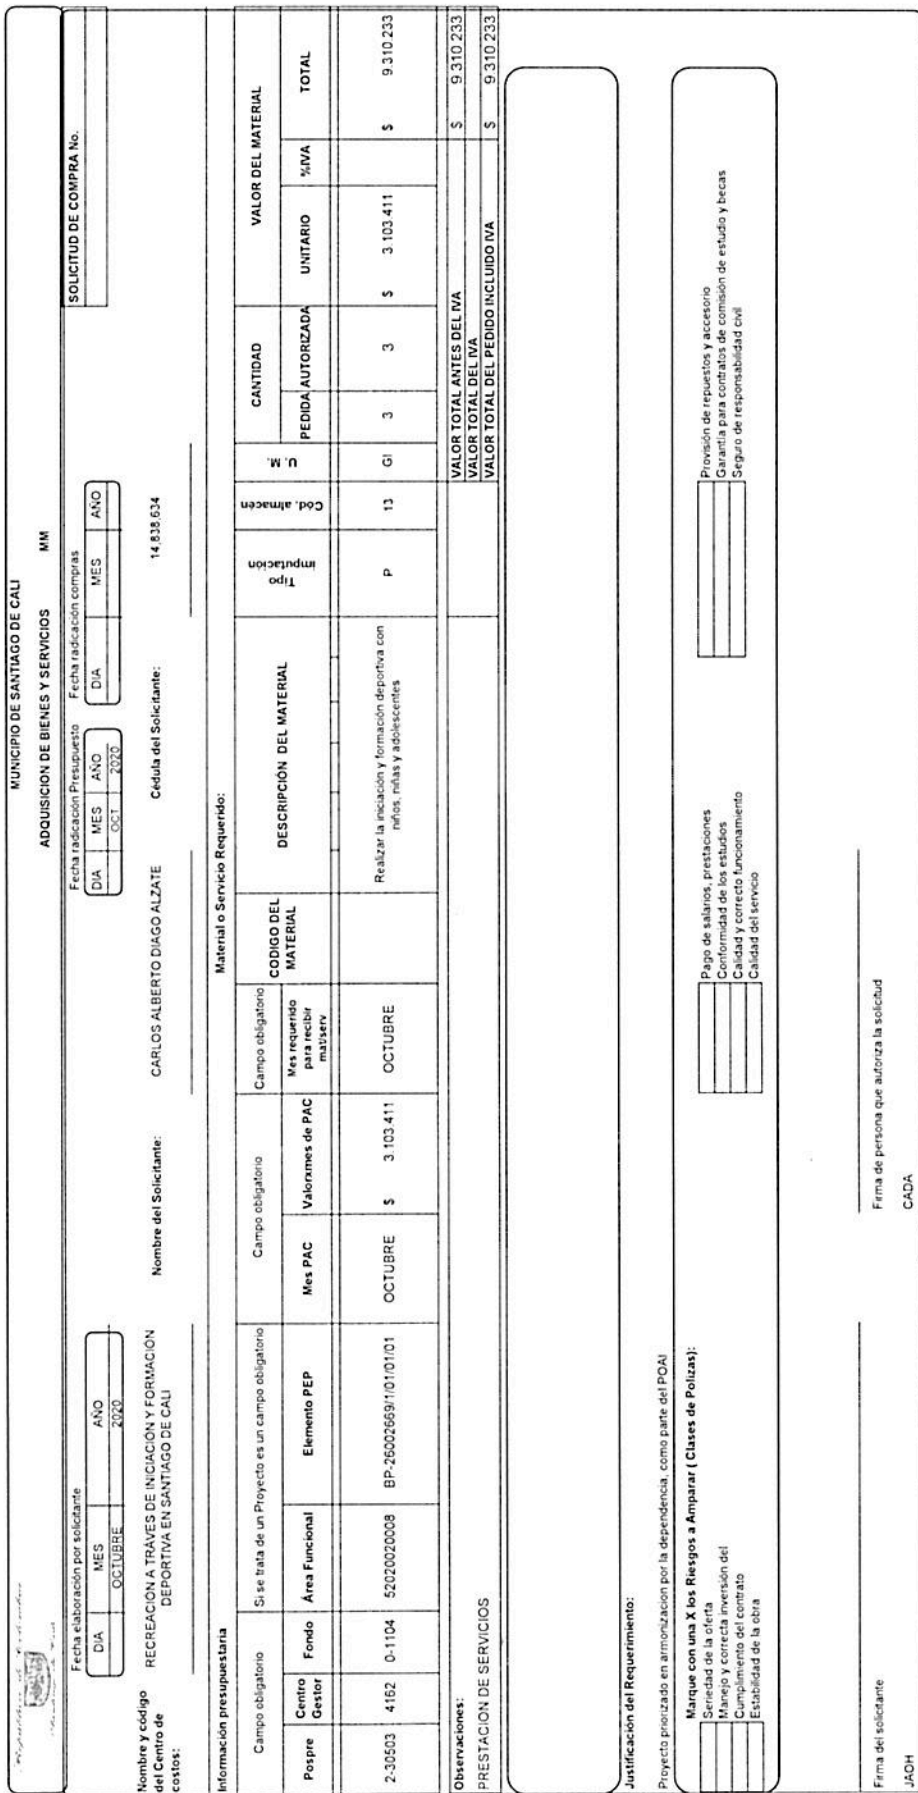 MUNICIPIO DE SANTIAGO DE CALI
ADQUISICION DE BIENES Y SERVICIOS MM
SOLICITUD DE COMPRA No.
Fecha elaboración por solicitante
DIA MES AÑO
OCTUBRE 2020
Fecha radicación Presupuesto
DIA MES AÑO
OCT 2020
Fecha radicación compras
DIA MES AÑO
Nombre y código del Centro de costos:
RECREACIÓN A TRÁVES DE INICIACIÓN Y FORMACIÓN
DEPORTIVA EN SANTIAGO DE CALI
Nombre del Solicitante: CARLOS ALBERTO DIAGO ALZATE
Cédula del Solicitante: 14,838,634
Información presupuestaria
Material o Servicio Requerido:
Campo obligatorio Si se trata de un Proyecto es un campo obligatorio Campo obligatorio Campo obligatorio CODIGO DEL MATERIAL DESCRIPCIÓN DEL MATERIAL Tipo imputación Cód. almacén U. M. CANTIDAD VALOR DEL MATERIAL
Pospre Centro Gestor Fondo Área Funcional Elemento PEP Mes PAC Valorxmes de PAC Mes requerido para recibir mat/serv PEDIDA AUTORIZADA UNITARIO %IVA TOTAL
2-30503 4162 0-1104 52020020008 BP-26002669/1/01/01/01 OCTUBRE $ 3.103.411 OCTUBRE Realizar la iniciación y formación deportiva con niños, niñas y adolescentes P 13 Gl 3 3 $ 3.103.411 $ 9.310.233
Observaciones:
PRESTACION DE SERVICIOS
VALOR TOTAL ANTES DEL IVA $ 9.310.233
VALOR TOTAL DEL IVA
VALOR TOTAL DEL PEDIDO INCLUIDO IVA $ 9.310.233
Justificación del Requerimiento:
Proyecto priorizado en armonizacion por la dependencia, como parte del POAI
Marque con una X los Riesgos a Amparar ( Clases de Polizas):
Seriedad de la oferta
Manejo y correcta inversión del
Cumplimiento del contrato
Estabilidad de la obra
Pago de salarios, prestaciones
Conformidad de los estudios
Calidad y correcto funcionamiento
Calidad del servicio
Provisión de repuestos y accesorio
Garantía para contratos de comisión de estudio y becas
Seguro de responsabilidad civil
Firma del solicitante
JAOH
Firma de persona que autoriza la solicitud
CADA